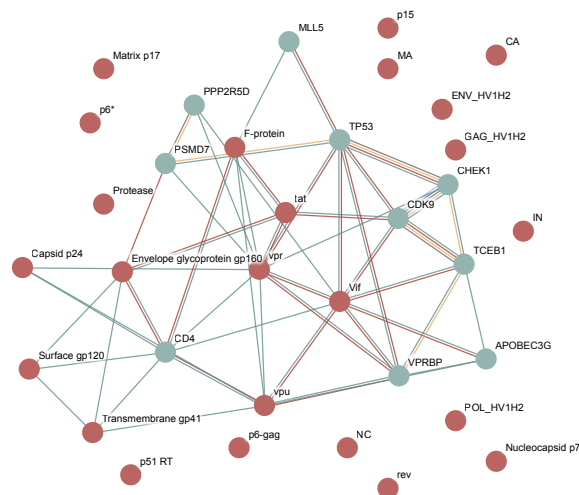 p15
MLL5
CA
Matrix p17
MA
PPP2R5D
ENV_HV1H2
p6*
F-protein
TP53
GAG_HV1H2
PSMD7
CHEK1
Protease
tat
CDK9
IN
Capsid p24
Envelope glycoprotein gp160
vpr
TCEB1
Vif
CD4
APOBEC3G
Surface gp120
VPRBP
vpu
Transmembrane gp41
POL_HV1H2
p6-gag
NC
Nucleocapsid p7
p51 RT
rev